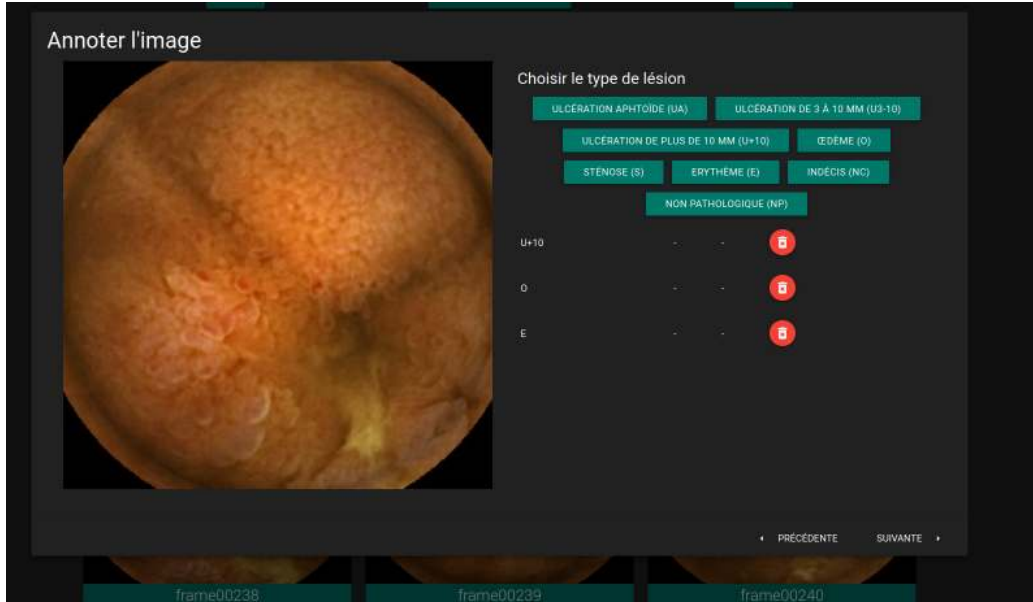 Annoter l'image
Choisir le type de lésion
ULCÉRATION APHTOÏDE (UA) ULCÉRATION DE 3 À 10 MM (U3-10)
ULCÉRATION DE PLUS DE 10 MM (U+10) ŒDÈME (O)
STÉNOSE (S) ERYTHÈME (E) INDÉCIS (NC)
NON PATHOLOGIQUE (NP)
U+10 - -
O - -
E - -
PRÉCÉDENTE SUIVANTE
frame00238 frame00239 frame00240